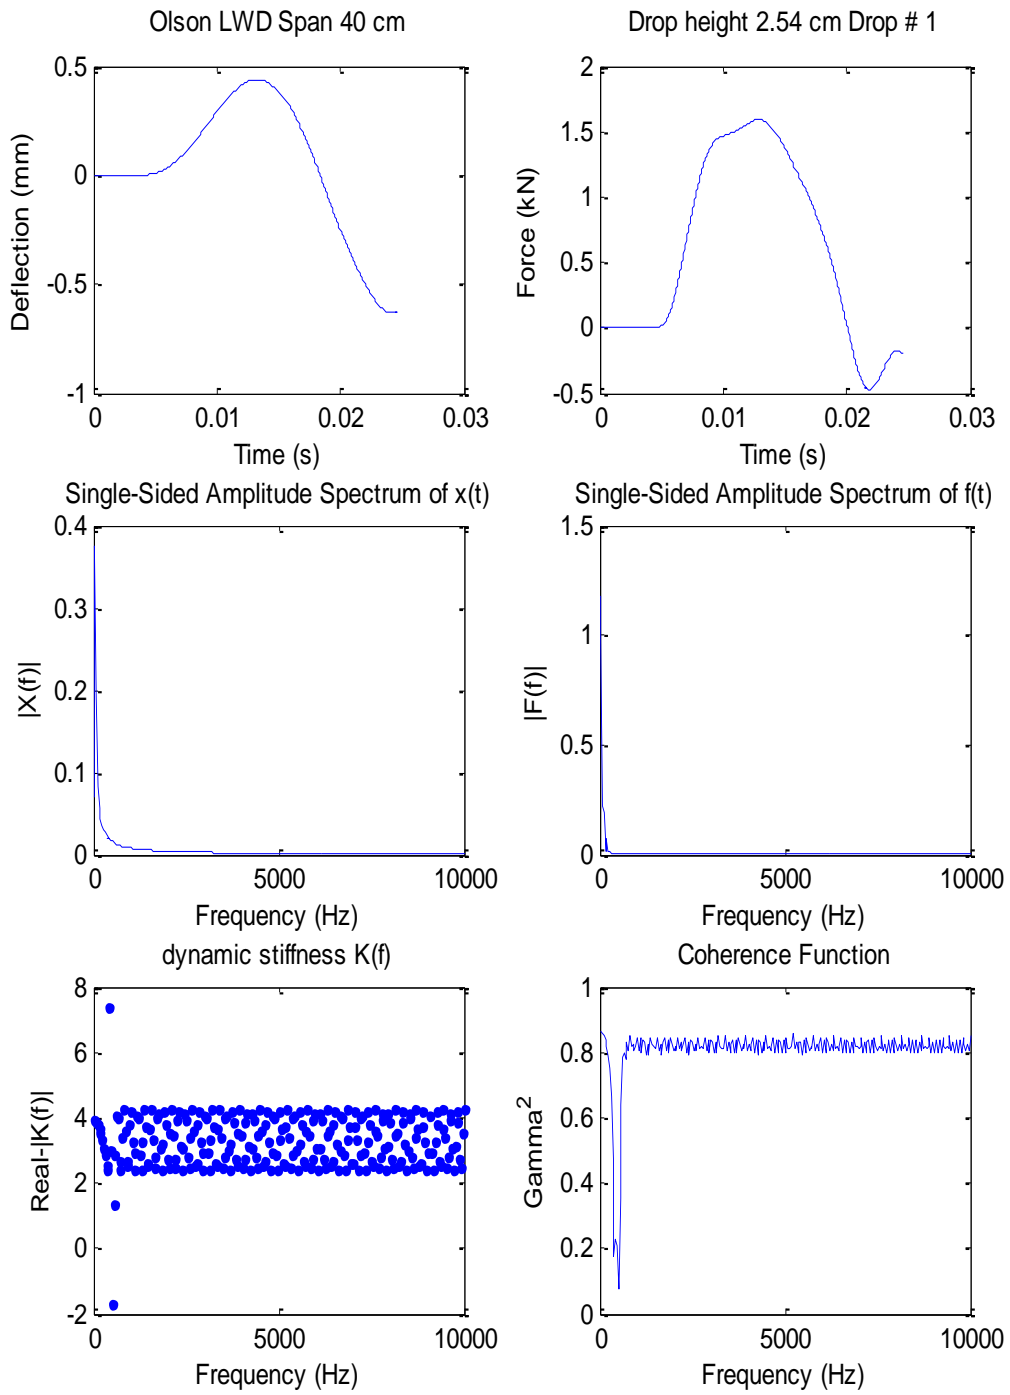 Olson LWD Span 40 cm
0.5
0
-0.5
-1
Deflection (mm)
0 0.01 0.02 0.03
Time (s)
Drop height 2.54 cm Drop # 1
2
1.5
1
0.5
0
-0.5
Force (kN)
0 0.01 0.02 0.03
Time (s)
Single-Sided Amplitude Spectrum of x(t)
0.4
0.3
0.2
0.1
0
|X(f)|
0 5000 10000
Frequency (Hz)
Single-Sided Amplitude Spectrum of f(t)
1.5
1
0.5
0
|F(f)|
0 5000 10000
Frequency (Hz)
dynamic stiffness K(f)
8
6
4
2
0
-2
Real-|K(f)|
0 5000 10000
Frequency (Hz)
Coherence Function
1
0.8
0.6
0.4
0.2
0
Gamma²
0 5000 10000
Frequency (Hz)